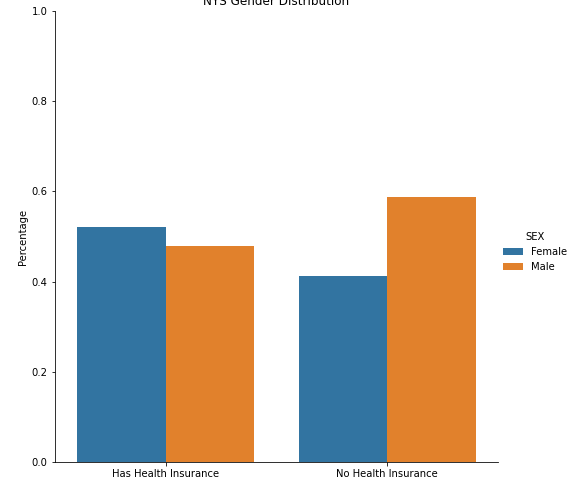 NYS Gender Distribution
1.0
0.8
0.6
0.4
0.2
0.0
Percentage
Has Health Insurance
No Health Insurance
SEX
Female
Male